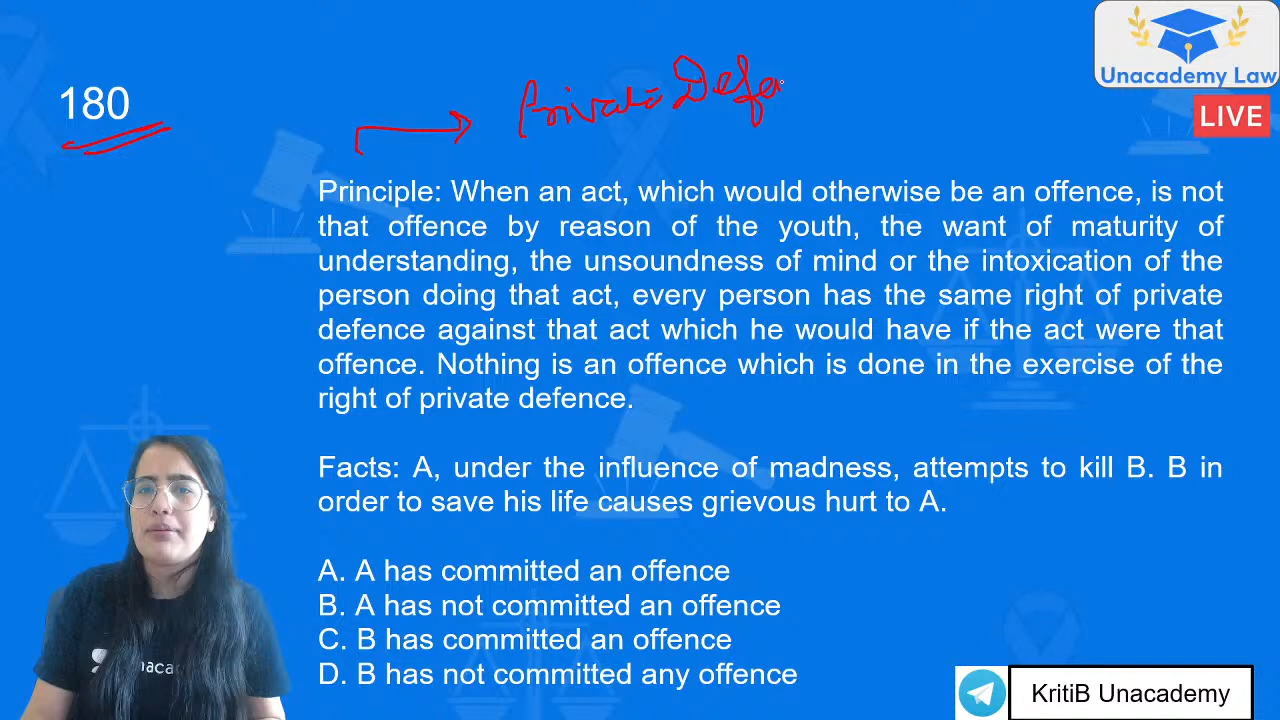 Unacademy Law
LIVE
180
Private Defe
Principle: When an act, which would otherwise be an offence, is not
that offence by reason of the youth, the want of maturity of
understanding, the unsoundness of mind or the intoxication of the
person doing that act, every person has the same right of private
defence against that act which he would have if the act were that
offence. Nothing is an offence which is done in the exercise of the
right of private defence.
Facts: A, under the influence of madness, attempts to kill B. B in
order to save his life causes grievous hurt to A.
A. A has committed an offence
B. A has not committed an offence
C. B has committed an offence
D. B has not committed any offence
KritiB Unacademy